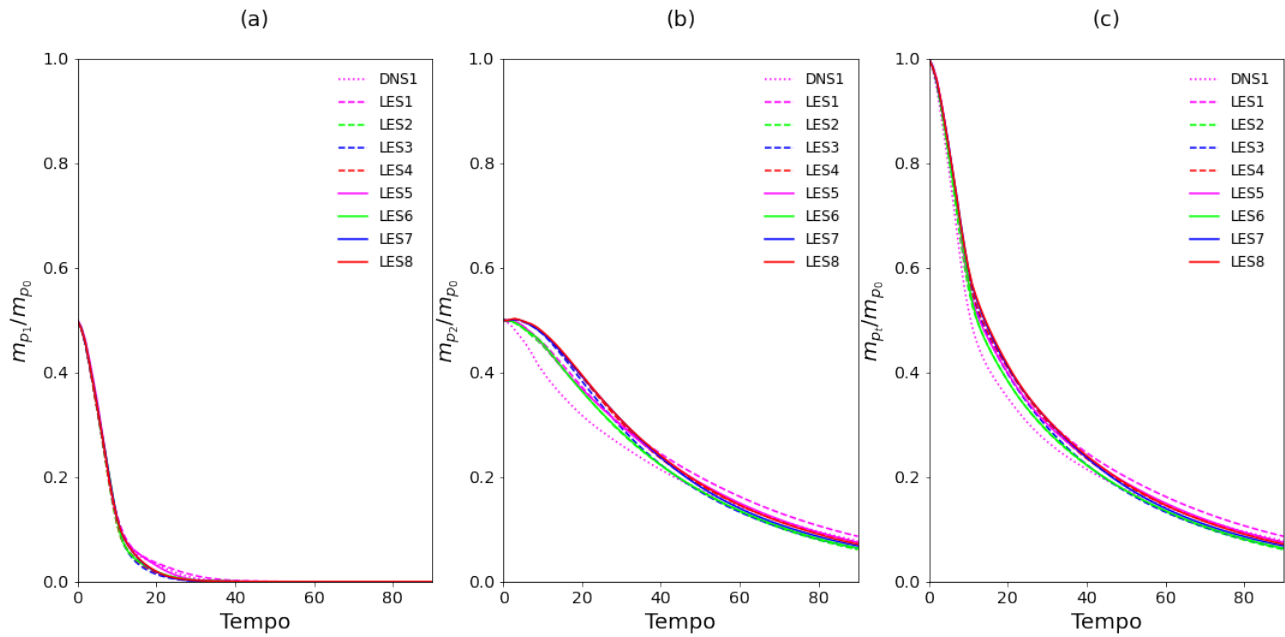 (a)
1.0
0.8
0.6
0.4
0.2
0.0
0
20
40
60
80
Tempo
m_{p_1}/m_{p_0}
DNS1
LES1
LES2
LES3
LES4
LES5
LES6
LES7
LES8
(b)
1.0
0.8
0.6
0.4
0.2
0.0
0
20
40
60
80
Tempo
m_{p_2}/m_{p_0}
DNS1
LES1
LES2
LES3
LES4
LES5
LES6
LES7
LES8
(c)
1.0
0.8
0.6
0.4
0.2
0.0
0
20
40
60
80
Tempo
m_{p_t}/m_{p_0}
DNS1
LES1
LES2
LES3
LES4
LES5
LES6
LES7
LES8